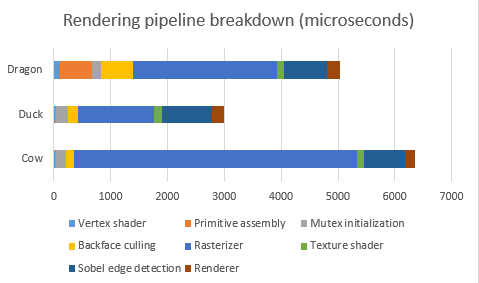 Rendering pipeline breakdown (microseconds)
Dragon
Duck
Cow
0 1000 2000 3000 4000 5000 6000 7000
Vertex shader Primitive assembly Mutex initialization
Backface culling Rasterizer Texture shader
Sobel edge detection Renderer